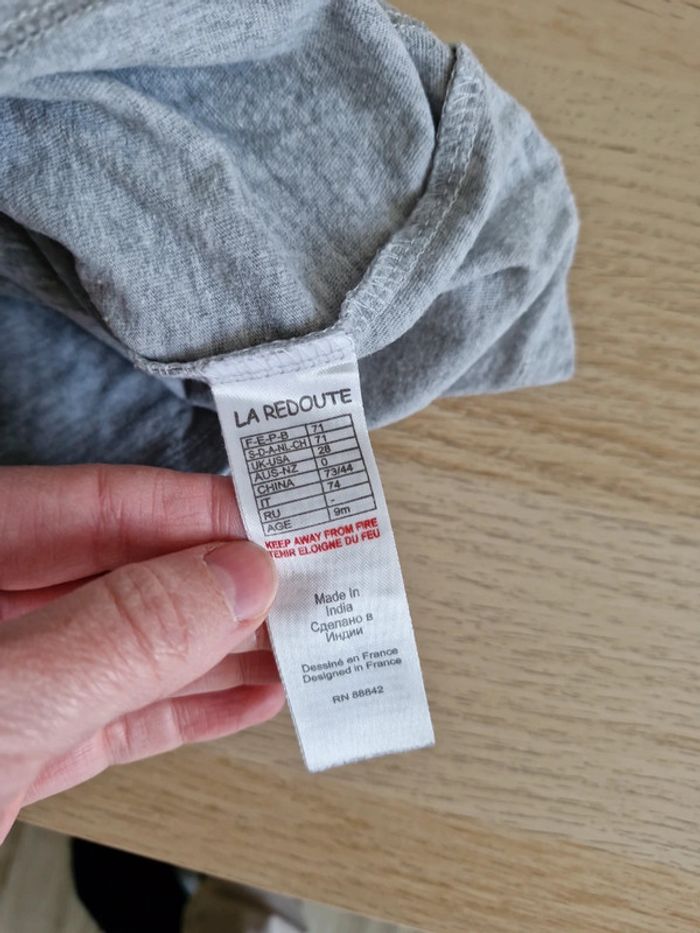 LA REDOUTE
F-E-P-B 71
S-D-A-NL-CH 71
UK-USA 28
AUS-NZ 0
CHINA 73/44
IT 74
RU -
AGE 9m
KEEP AWAY FROM FIRE
TENIR ELOIGNE DU FEU
Made In
India
Сделано в
Индии
Dessiné en France
Designed in France
RN 88842